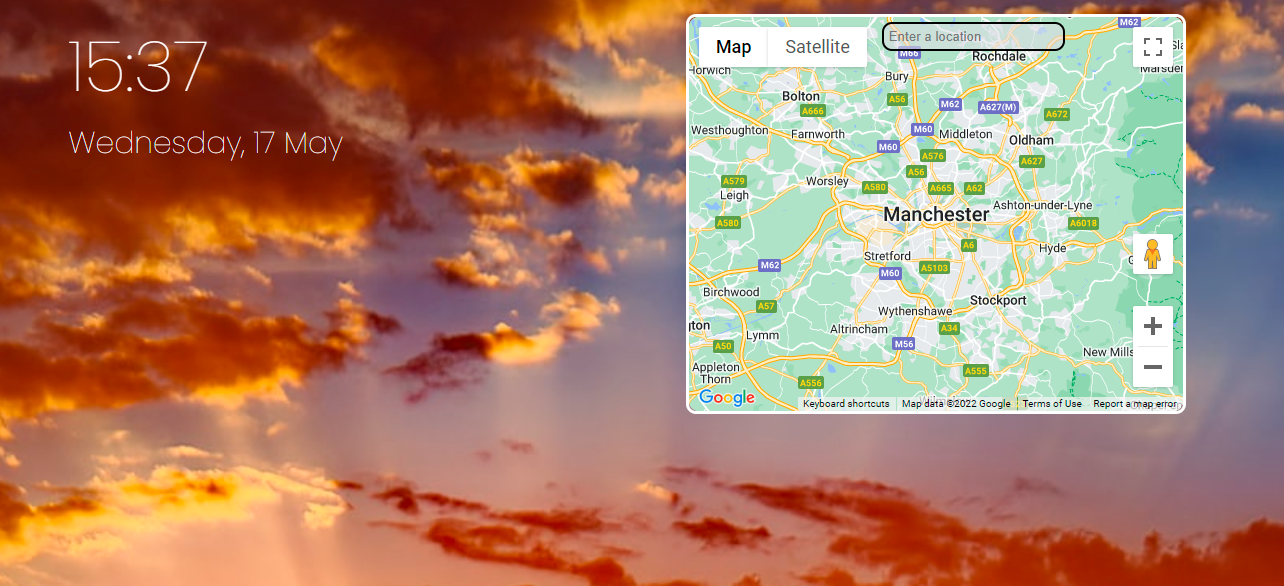 15:37
Wednesday, 17 May
Map
Satellite
Enter a location
M62
M66
Rochdale
Horwich
Bury
Bolton
A56
M62
A627(M)
A666
A672
Westhoughton
Farnworth
M60
Middleton
Oldham
M60
A576
A627
A56
A579
Worsley
A580
A665
A62
Leigh
Ashton-under-Lyne
Manchester
A580
A6018
A6
Hyde
Stretford
M62
M60
A5103
Birchwood
A57
Stockport
Wythenshawe
Altrincham
A34
Lymm
A50
M56
New Mills
Appleton
Thorn
A555
A556
Google
Keyboard shortcuts
Map data ©2022 Google
Terms of Use
Report a map error